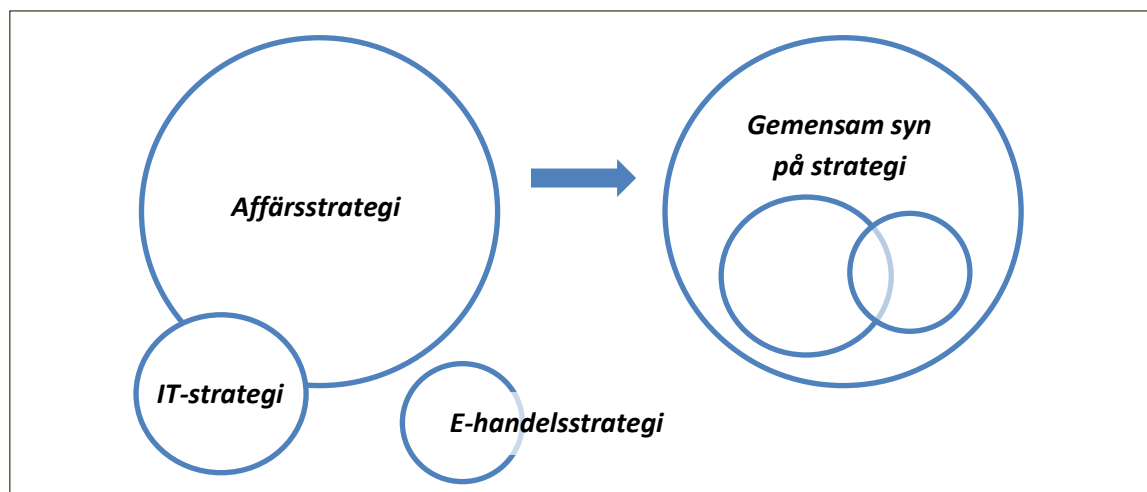 Affärsstrategi
IT-strategi
E-handelsstrategi
Gemensam syn
på strategi